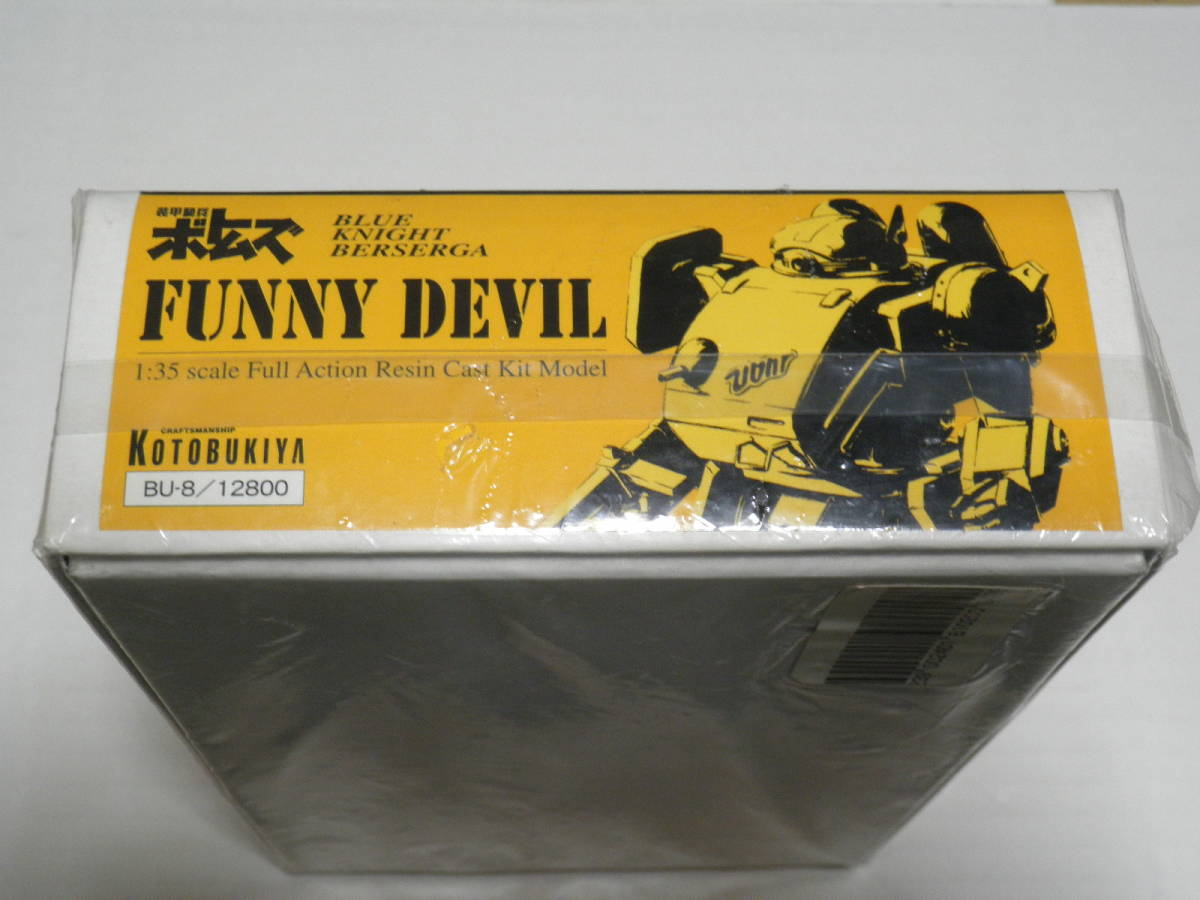 装甲騎兵
ボトムズ
BLUE
KNIGHT
BERSERGA
FUNNY DEVIL
1:35 scale Full Action Resin Cast Kit Model
CRAFTSMANSHIP
KOTOBUKIYA
BU-8/12800